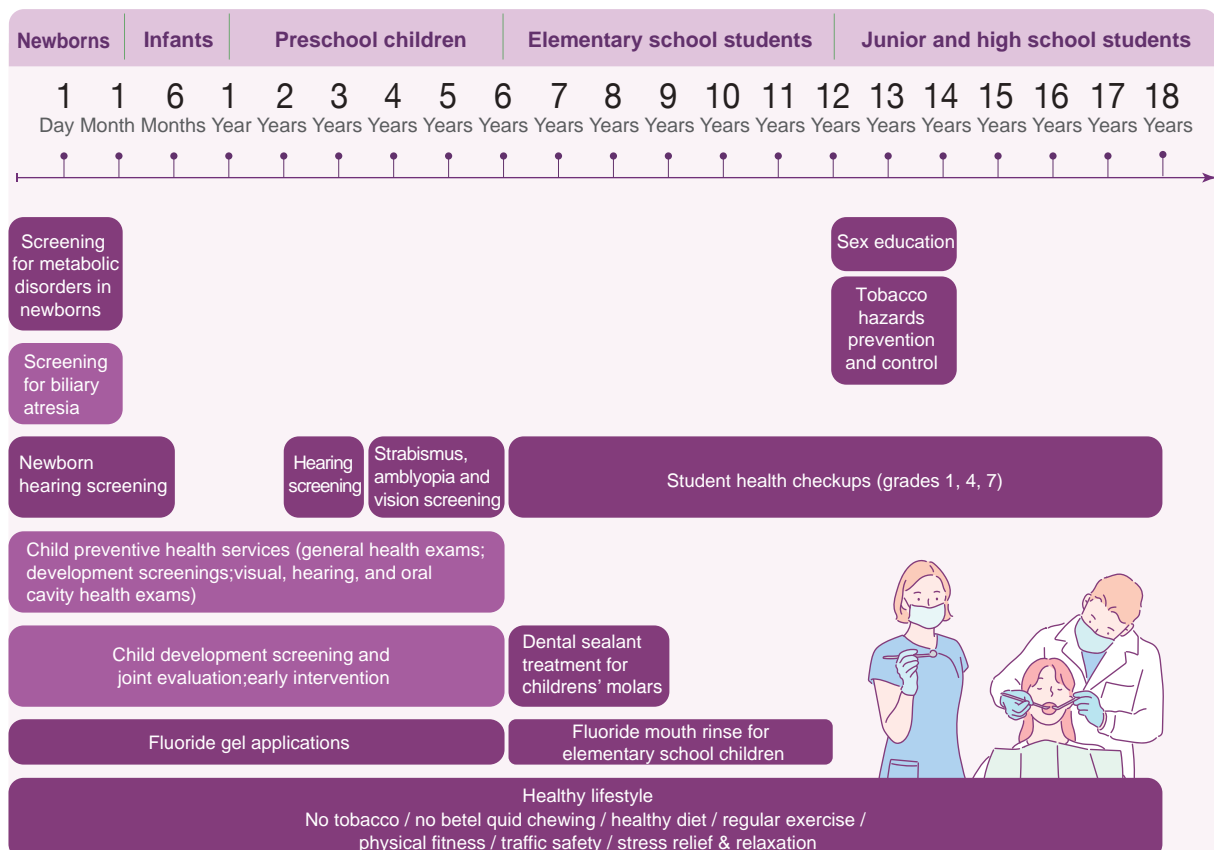 Newborns Infants Preschool children Elementary school students Junior and high school students
1 1 6 1 2 3 4 5 6 7 8 9 10 11 12 13 14 15 16 17 18
Day Month Months Year Years Years Years Years Years Years Years Years Years Years Years Years Years Years Years Years Years
Screening
for metabolic
disorders in
newborns
Sex education
Tobacco
hazards
prevention
and control
Screening
for biliary
atresia
Newborn
hearing screening
Hearing
screening
Strabismus,
amblyopia and
vision screening
Student health checkups (grades 1, 4, 7)
Child preventive health services (general health exams;
development screenings;visual, hearing, and oral
cavity health exams)
Child development screening and
joint evaluation;early intervention
Dental sealant
treatment for
childrens’ molars
Fluoride gel applications
Fluoride mouth rinse for
elementary school children
Healthy lifestyle
No tobacco / no betel quid chewing / healthy diet / regular exercise /
physical fitness / traffic safety / stress relief & relaxation